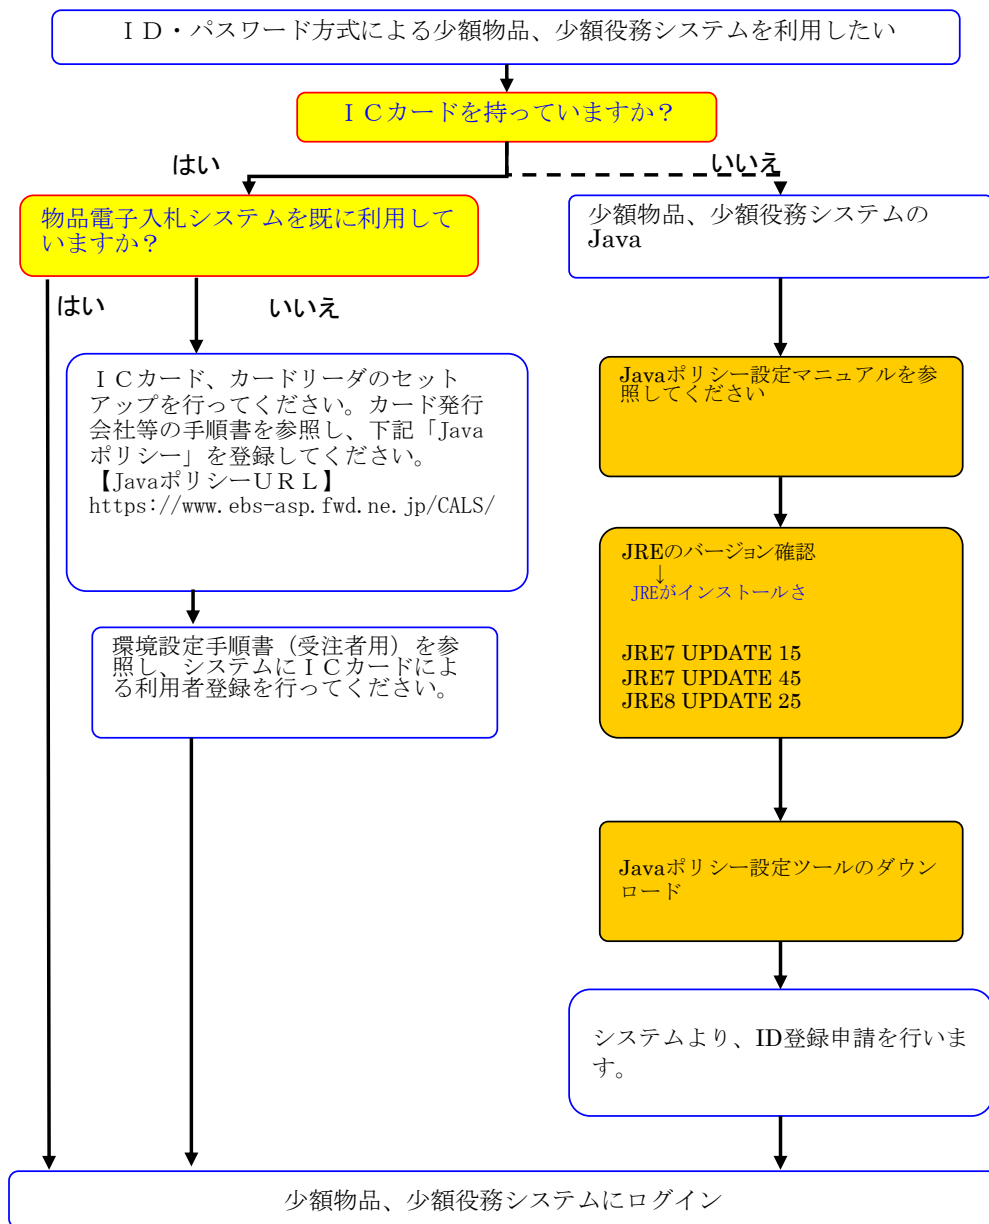 ＩＤ・パスワード方式による少額物品、少額役務システムを利用したい
ＩＣカードを持っていますか？
はい
いいえ
物品電子入札システムを既に利用して
いますか？
少額物品、少額役務システムの
Java
はい
いいえ
ＩＣカード、カードリーダのセット
アップを行ってください。カード発行
会社等の手順書を参照し、下記「Java
ポリシー」を登録してください。
【JavaポリシーＵＲＬ】
https://www.ebs-asp.fwd.ne.jp/CALS/
Javaポリシー設定マニュアルを参
照してください
JREのバージョン確認
↓
JREがインストールさ
JRE7 UPDATE 15
JRE7 UPDATE 45
JRE8 UPDATE 25
環境設定手順書（受注者用）を参
照し、システムにＩＣカードによ
る利用者登録を行ってください。
Javaポリシー設定ツールのダウン
ロード
システムより、ID登録申請を行いま
す。
少額物品、少額役務システムにログイン